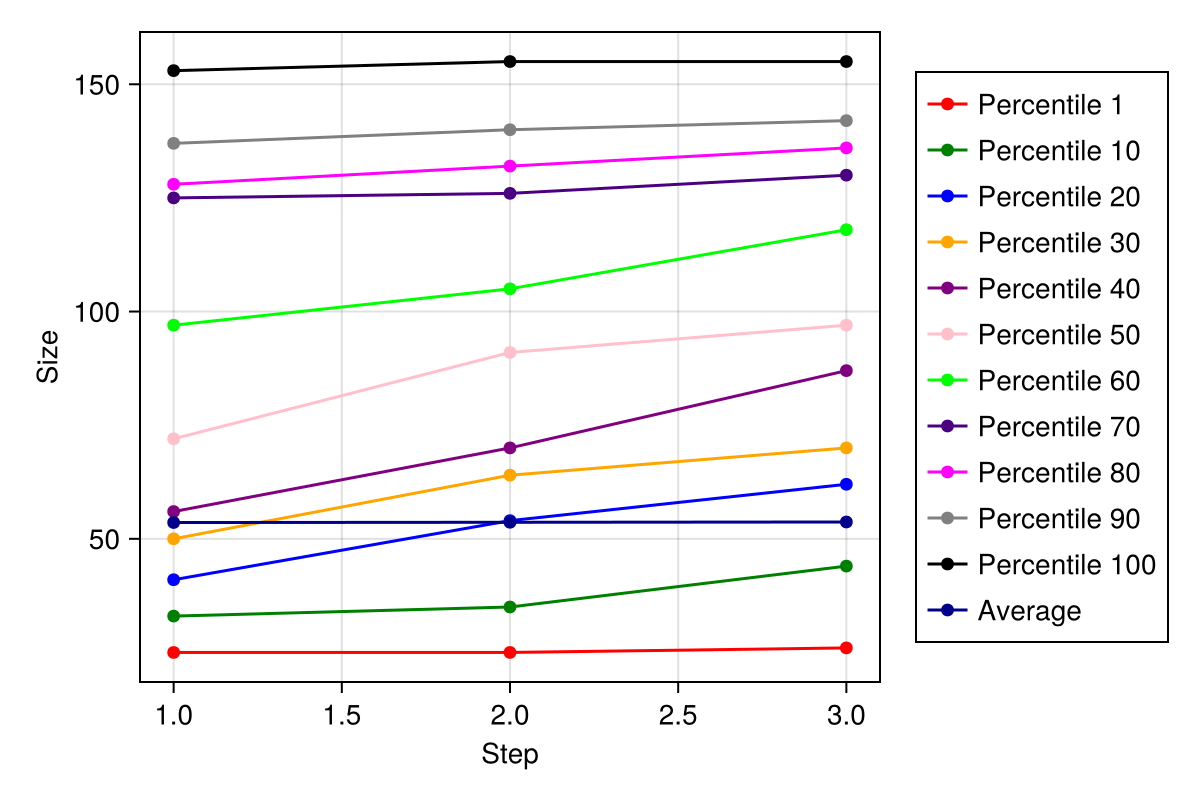 150
100
50
Size
1.0
1.5
2.0
2.5
3.0
Step
Percentile 1
Percentile 10
Percentile 20
Percentile 30
Percentile 40
Percentile 50
Percentile 60
Percentile 70
Percentile 80
Percentile 90
Percentile 100
Average